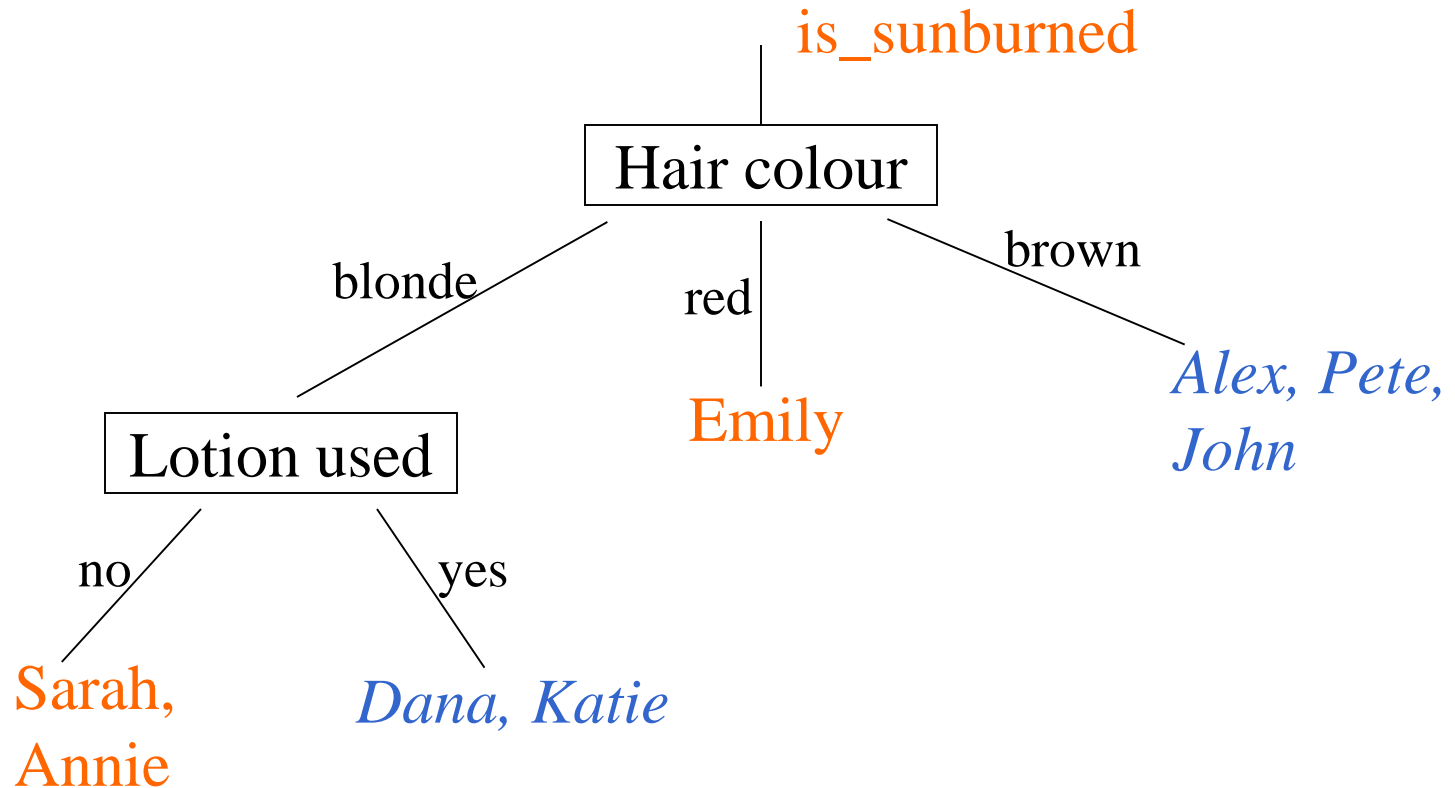 is_sunburned
Hair colour
blonde
red
brown
Alex, Pete,
John
Emily
Lotion used
no
yes
Sarah,
Annie
Dana, Katie